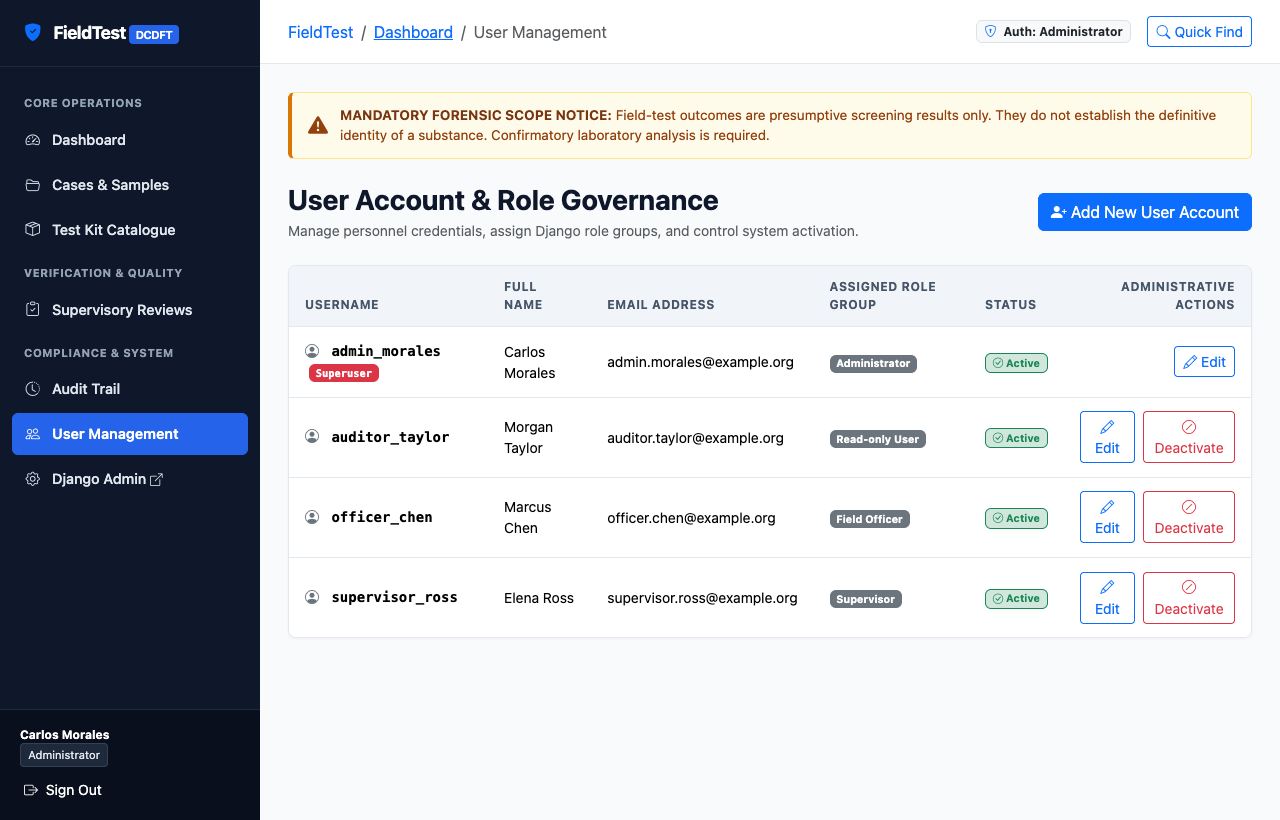 FieldTest DCDFT
CORE OPERATIONS
Dashboard
Cases & Samples
Test Kit Catalogue
VERIFICATION & QUALITY
Supervisory Reviews
COMPLIANCE & SYSTEM
Audit Trail
User Management
Django Admin
Carlos Morales
Administrator
Sign Out
FieldTest / Dashboard / User Management
Auth: Administrator
Quick Find
MANDATORY FORENSIC SCOPE NOTICE: Field-test outcomes are presumptive screening results only. They do not establish the definitive
identity of a substance. Confirmatory laboratory analysis is required.
User Account & Role Governance
Manage personnel credentials, assign Django role groups, and control system activation.
Add New User Account
USERNAME
FULL
NAME
EMAIL ADDRESS
ASSIGNED ROLE
GROUP
STATUS
ADMINISTRATIVE
ACTIONS
admin_morales
Superuser
Carlos
Morales
admin.morales@example.org
Administrator
Active
Edit
auditor_taylor
Morgan
Taylor
auditor.taylor@example.org
Read-only User
Active
Edit
Deactivate
officer_chen
Marcus
Chen
officer.chen@example.org
Field Officer
Active
Edit
Deactivate
supervisor_ross
Elena Ross
supervisor.ross@example.org
Supervisor
Active
Edit
Deactivate